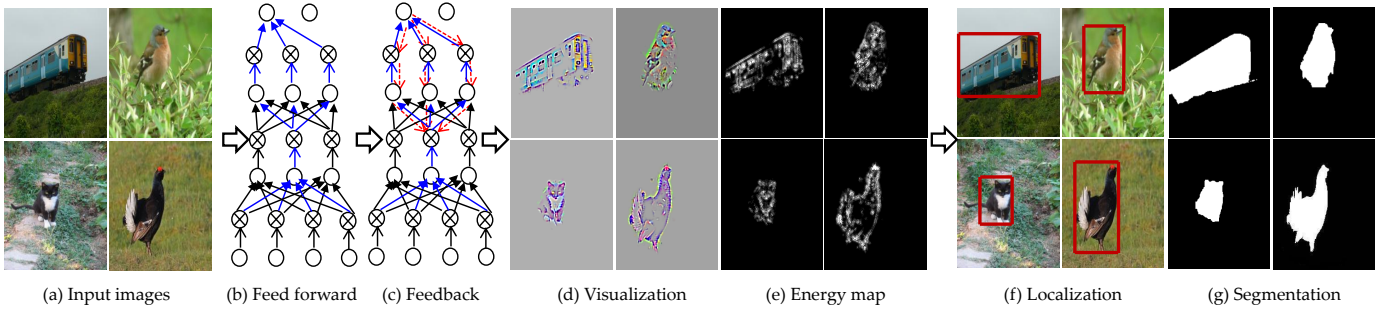 (a) Input images
(b) Feed forward
(c) Feedback
(d) Visualization
(e) Energy map
(f) Localization
(g) Segmentation